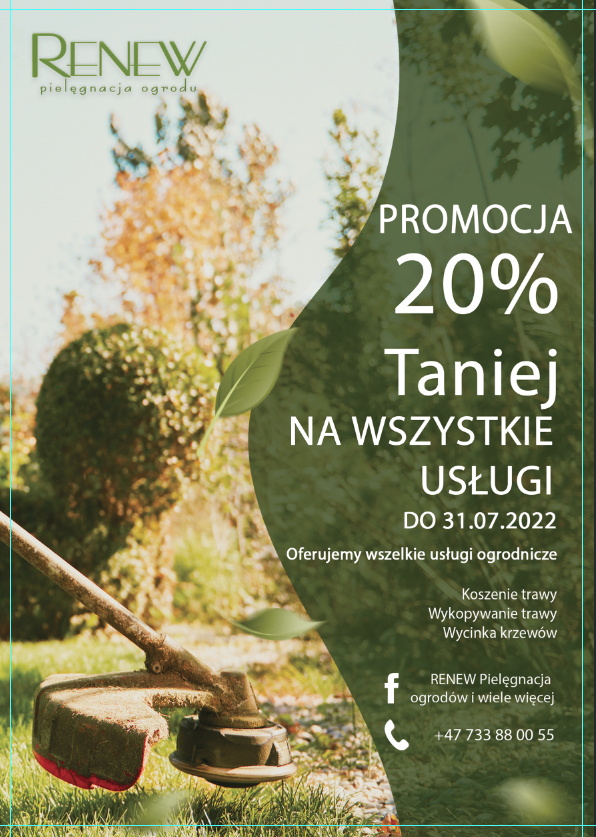 RENEW
pielęgnacja ogrodu
PROMOCJA
20%
Taniej
NA WSZYSTKIE
USŁUGI
DO 31.07.2022
Oferujemy wszelkie usługi ogrodnicze
Koszenie trawy
Wykopywanie trawy
Wycinka krzewów
RENEW Pielęgnacja
ogrodów i wiele więcej
+47 733 88 00 55